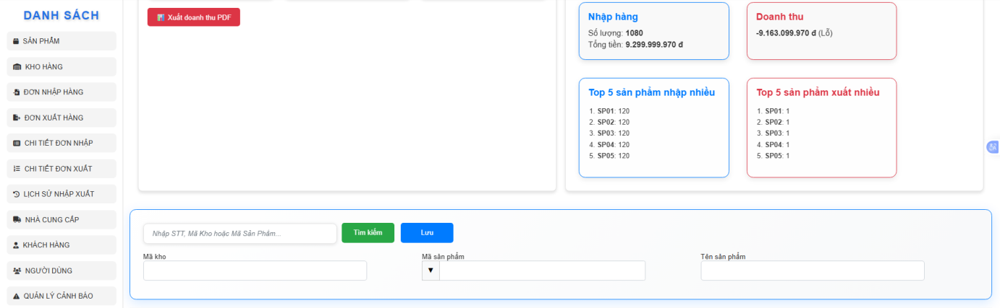 DANH SÁCH
SẢN PHẨM
KHO HÀNG
ĐƠN NHẬP HÀNG
ĐƠN XUẤT HÀNG
CHI TIẾT ĐƠN NHẬP
CHI TIẾT ĐƠN XUẤT
LỊCH SỬ NHẬP XUẤT
NHÀ CUNG CẤP
KHÁCH HÀNG
NGƯỜI DÙNG
QUẢN LÝ CẢNH BÁO
Xuất doanh thu PDF
Nhập hàng
Số lượng: 1080
Tổng tiền: 9.299.999.970 đ
Doanh thu
-9.163.099.970 đ (Lỗ)
Top 5 sản phẩm nhập nhiều
1. SP01: 120
2. SP02: 120
3. SP03: 120
4. SP04: 120
5. SP05: 120
Top 5 sản phẩm xuất nhiều
1. SP01: 1
2. SP02: 1
3. SP03: 1
4. SP04: 1
5. SP05: 1
Nhập STT, Mã Kho hoặc Mã Sản Phẩm...
Tìm kiếm
Lưu
Mã kho
Mã sản phẩm
Tên sản phẩm